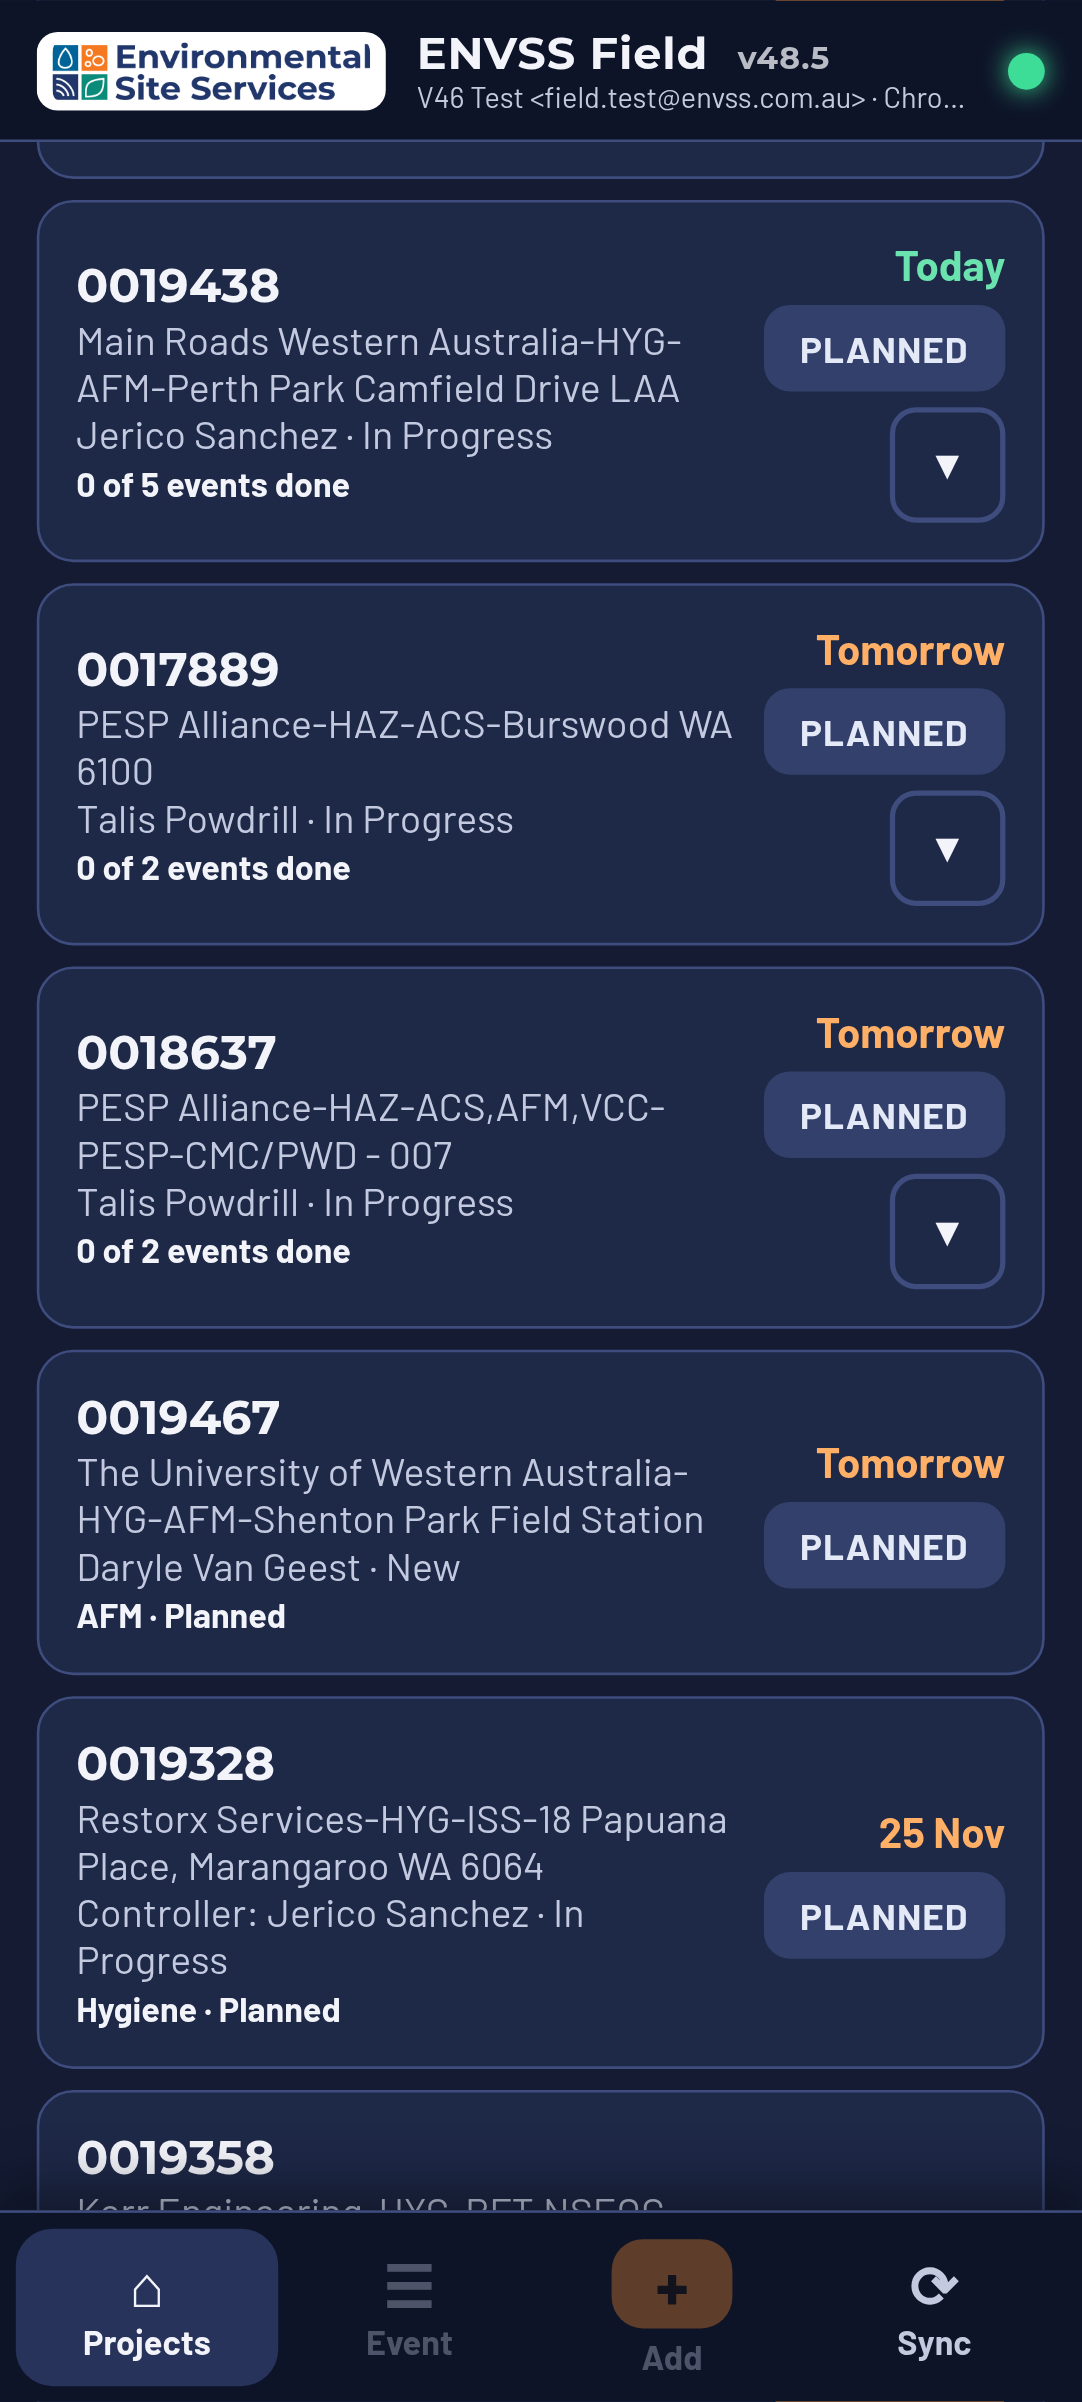 Environmental
Site Services
ENVSS Field v48.5
V46 Test <field.test@envss.com.au> · Chro...
0019438
Today
Main Roads Western Australia-HYG-
AFM-Perth Park Camfield Drive LAA
PLANNED
Jerico Sanchez · In Progress
0 of 5 events done
0017889
Tomorrow
PESP Alliance-HAZ-ACS-Burswood WA
6100
PLANNED
Talis Powdrill · In Progress
0 of 2 events done
0018637
Tomorrow
PESP Alliance-HAZ-ACS,AFM,VCC-
PESP-CMC/PWD - 007
PLANNED
Talis Powdrill · In Progress
0 of 2 events done
0019467
Tomorrow
The University of Western Australia-
HYG-AFM-Shenton Park Field Station
PLANNED
Daryle Van Geest · New
AFM · Planned
0019328
25 Nov
Restorx Services-HYG-ISS-18 Papuana
Place, Marangaroo WA 6064
PLANNED
Controller: Jerico Sanchez · In
Progress
Hygiene · Planned
0019358
Projects
Event
Add
Sync